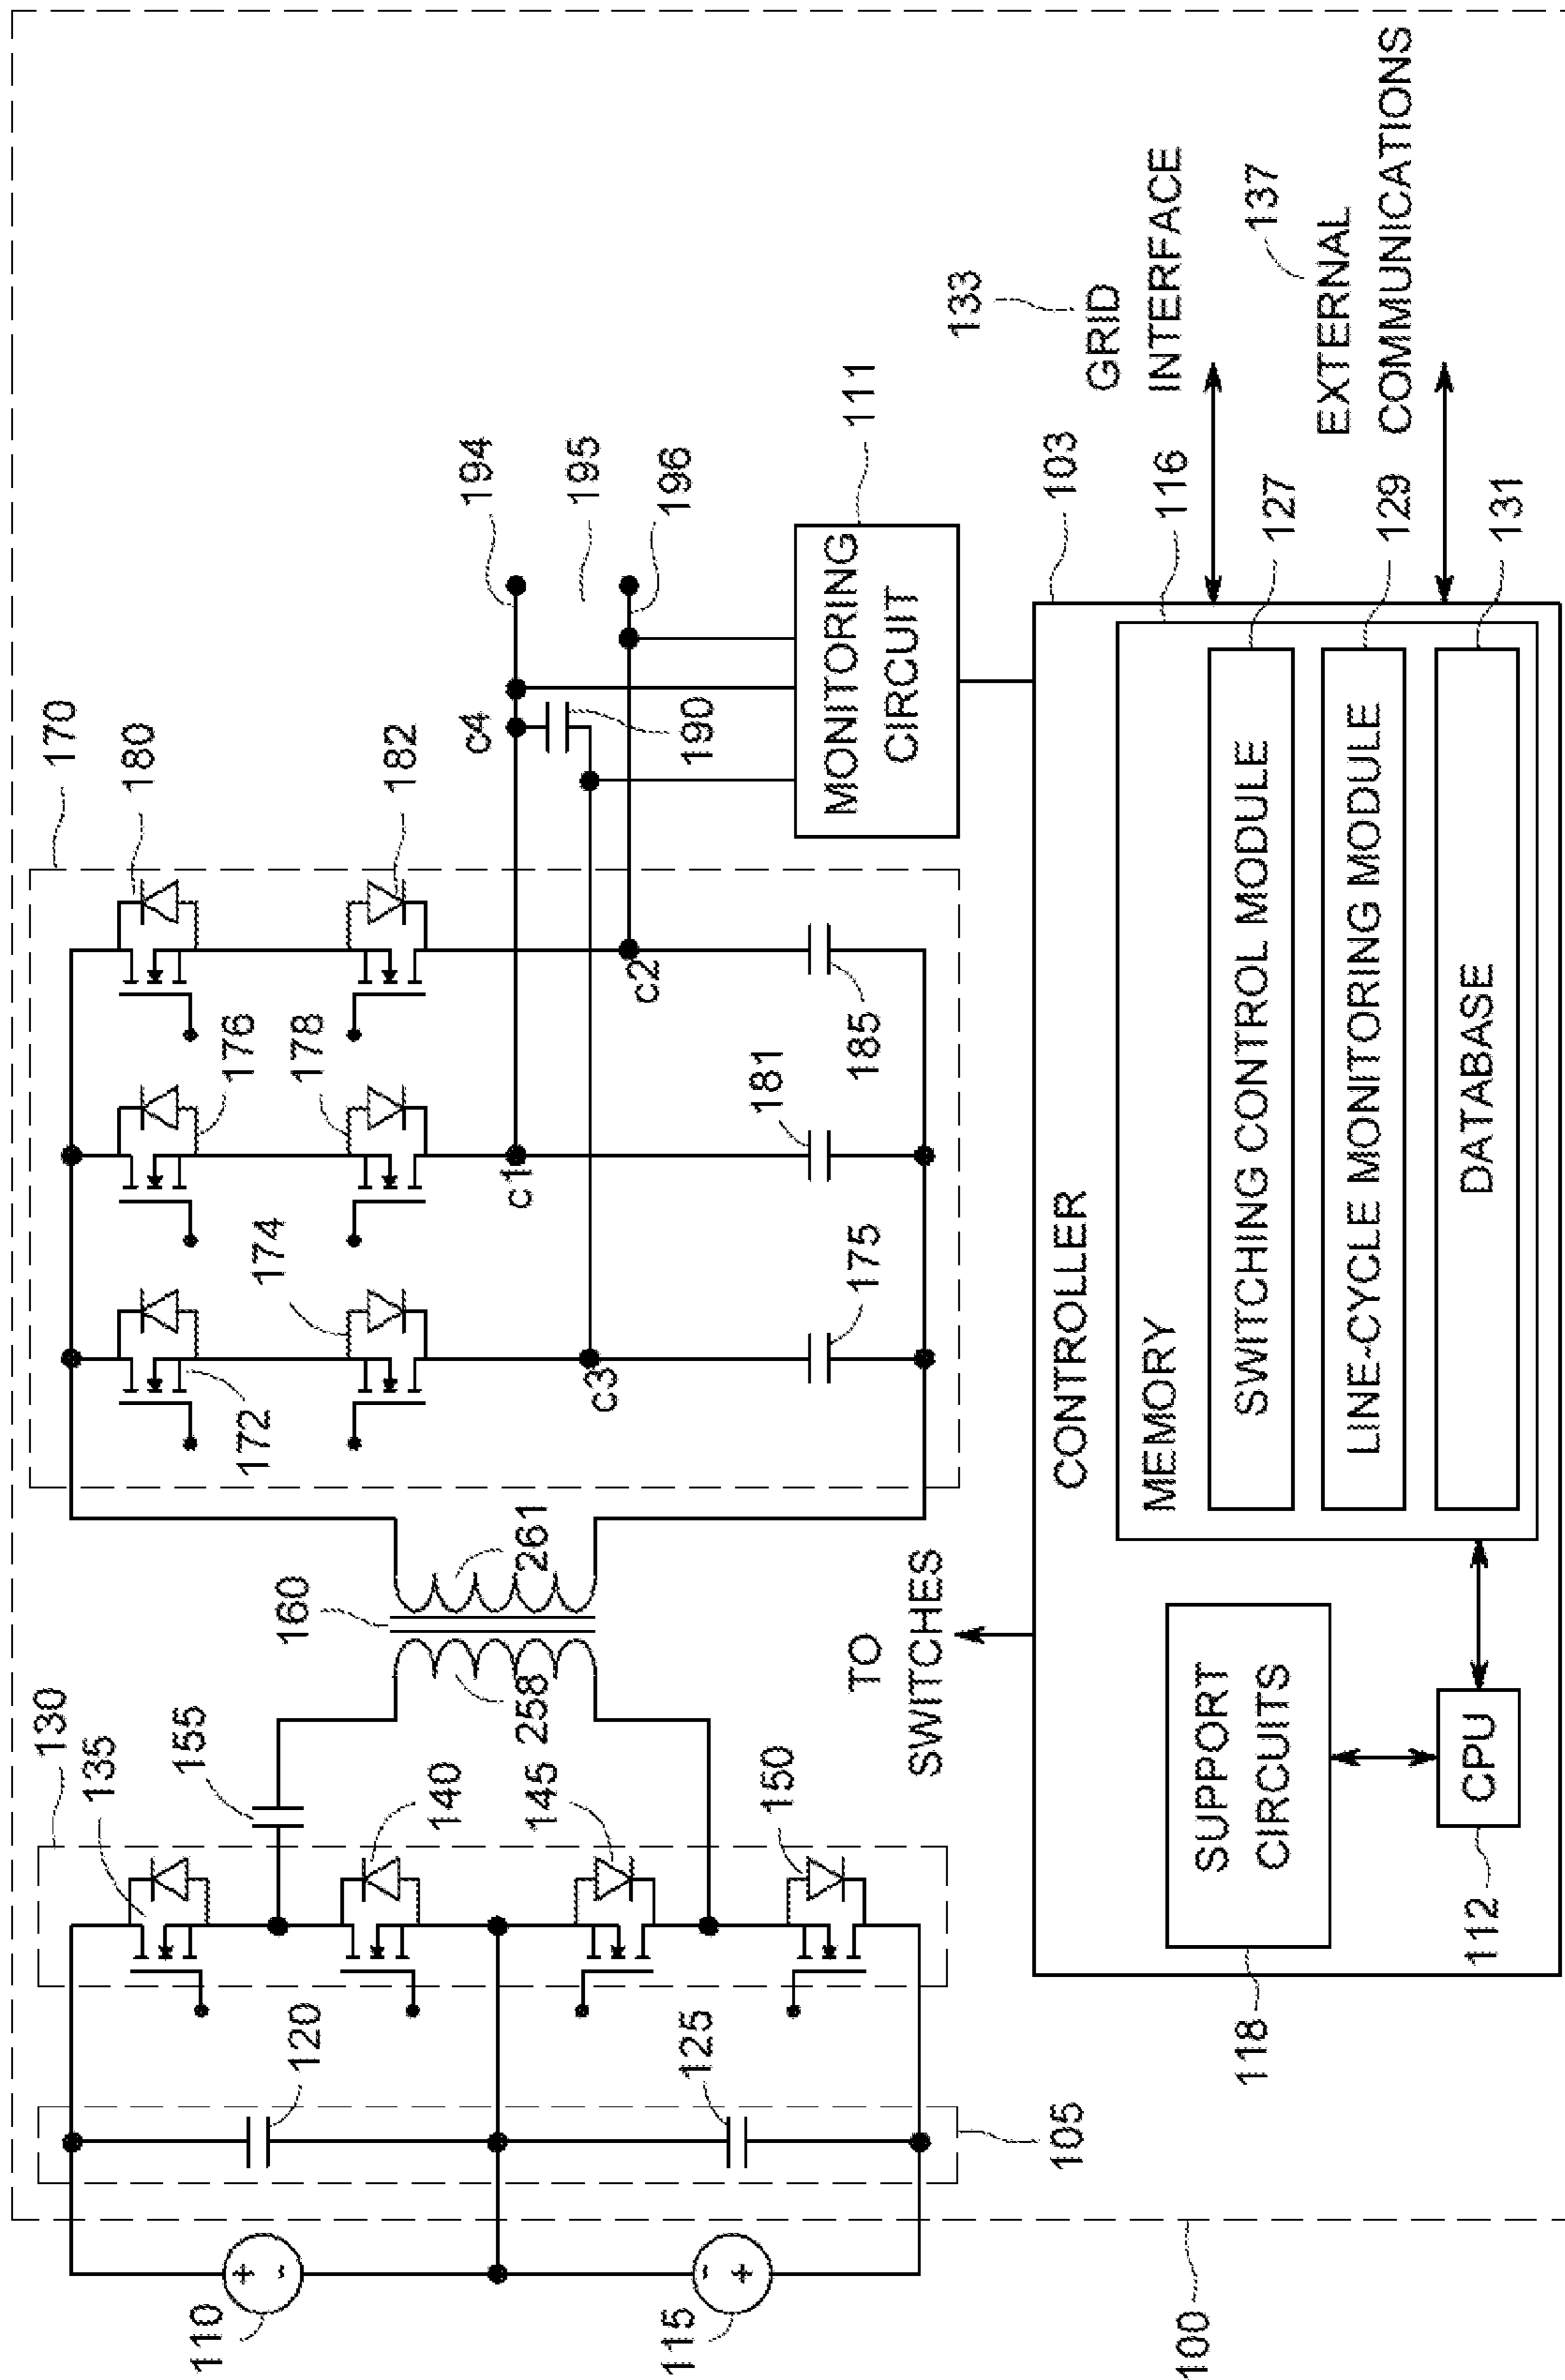 100
110
+
-
115
-
+
105
120
125
130
135
140
145
150
155
160
258
261
170
172
174
176
178
180
182
175
181
185
c3
c1
c2
c4
190
194
195
196
111
MONITORING
CIRCUIT
TO
SWITCHES
103
CONTROLLER
116
MEMORY
127
SWITCHING CONTROL MODULE
129
LINE-CYCLE MONITORING MODULE
131
DATABASE
118
SUPPORT
CIRCUITS
112
CPU
133
GRID
INTERFACE
137
EXTERNAL
COMMUNICATIONS